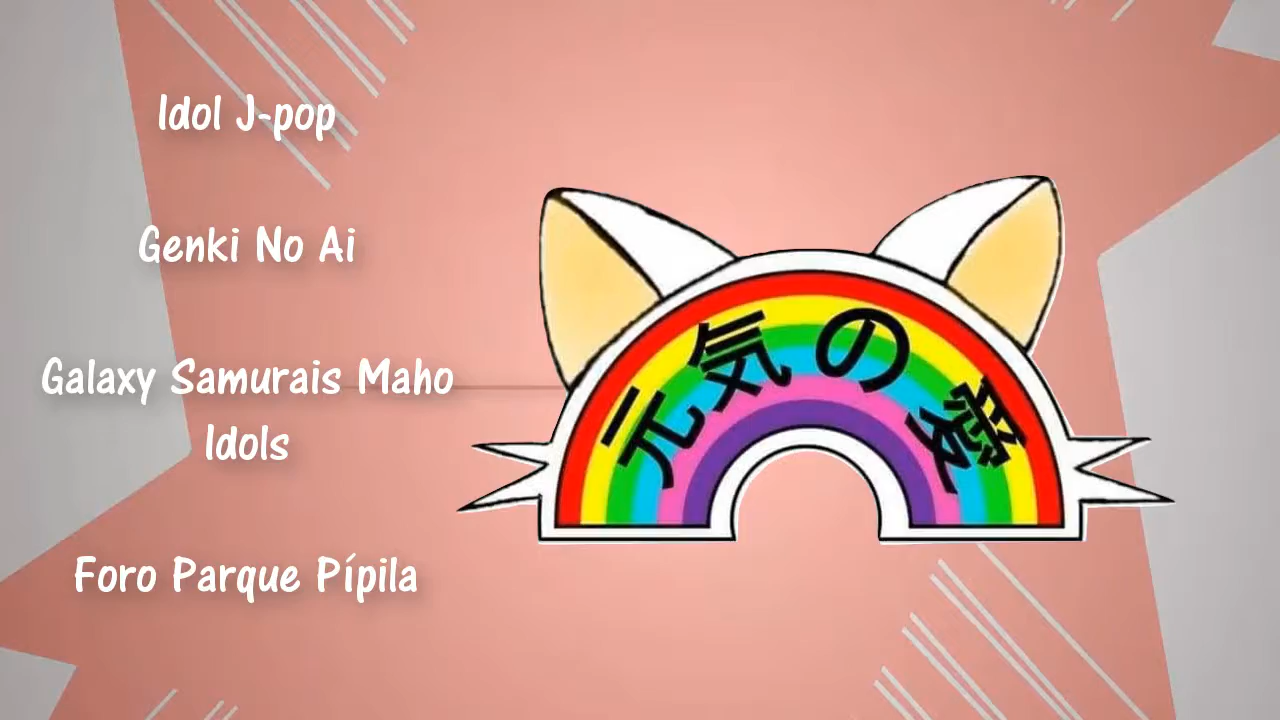 Idol J-pop
Genki No Ai
Galaxy Samurais Maho
Idols
Foro Parque Pípila
元気の愛